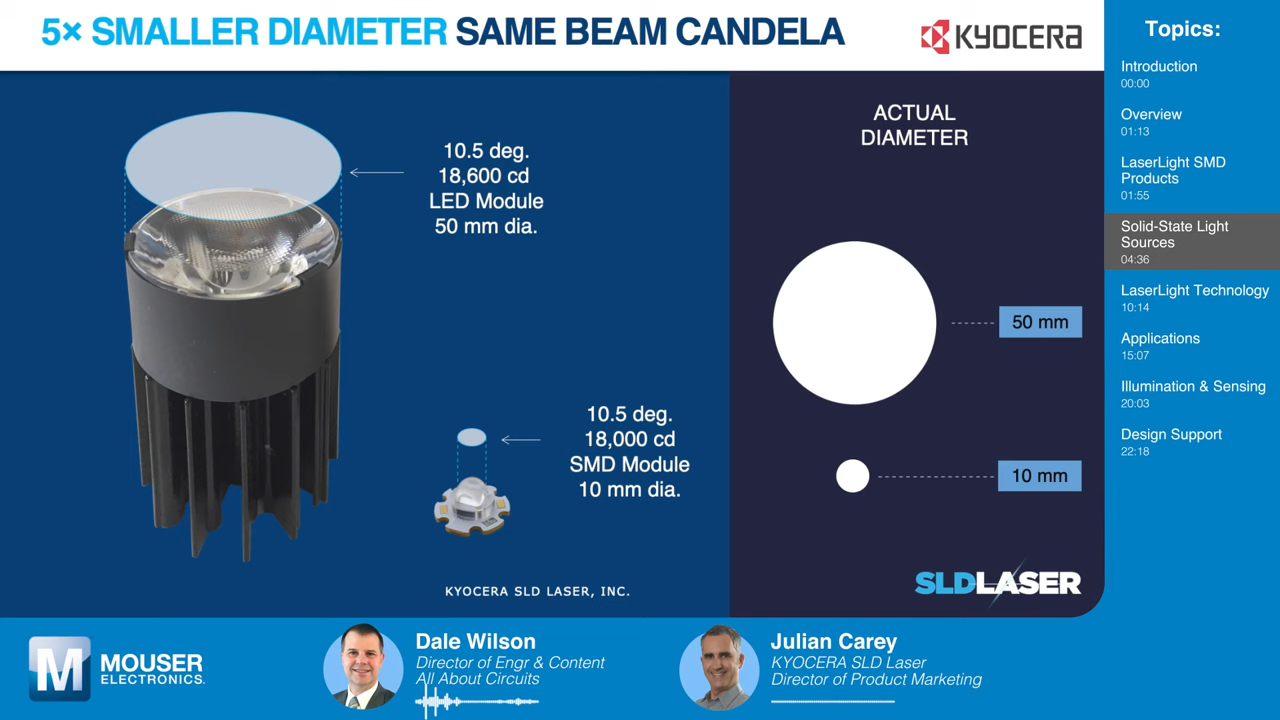 5× SMALLER DIAMETER SAME BEAM CANDELA
KYOCERA
10.5 deg.
18,600 cd
LED Module
50 mm dia.
10.5 deg.
18,000 cd
SMD Module
10 mm dia.
KYOCERA SLD LASER, INC.
ACTUAL
DIAMETER
50 mm
10 mm
SLDLASER
Topics:
Introduction
00:00
Overview
01:13
LaserLight SMD
Products
01:55
Solid-State Light
Sources
04:36
LaserLight Technology
10:14
Applications
15:07
Illumination & Sensing
20:03
Design Support
22:18
M
MOUSER
ELECTRONICS.
Dale Wilson
Director of Engr & Content
All About Circuits
Julian Carey
KYOCERA SLD Laser
Director of Product Marketing